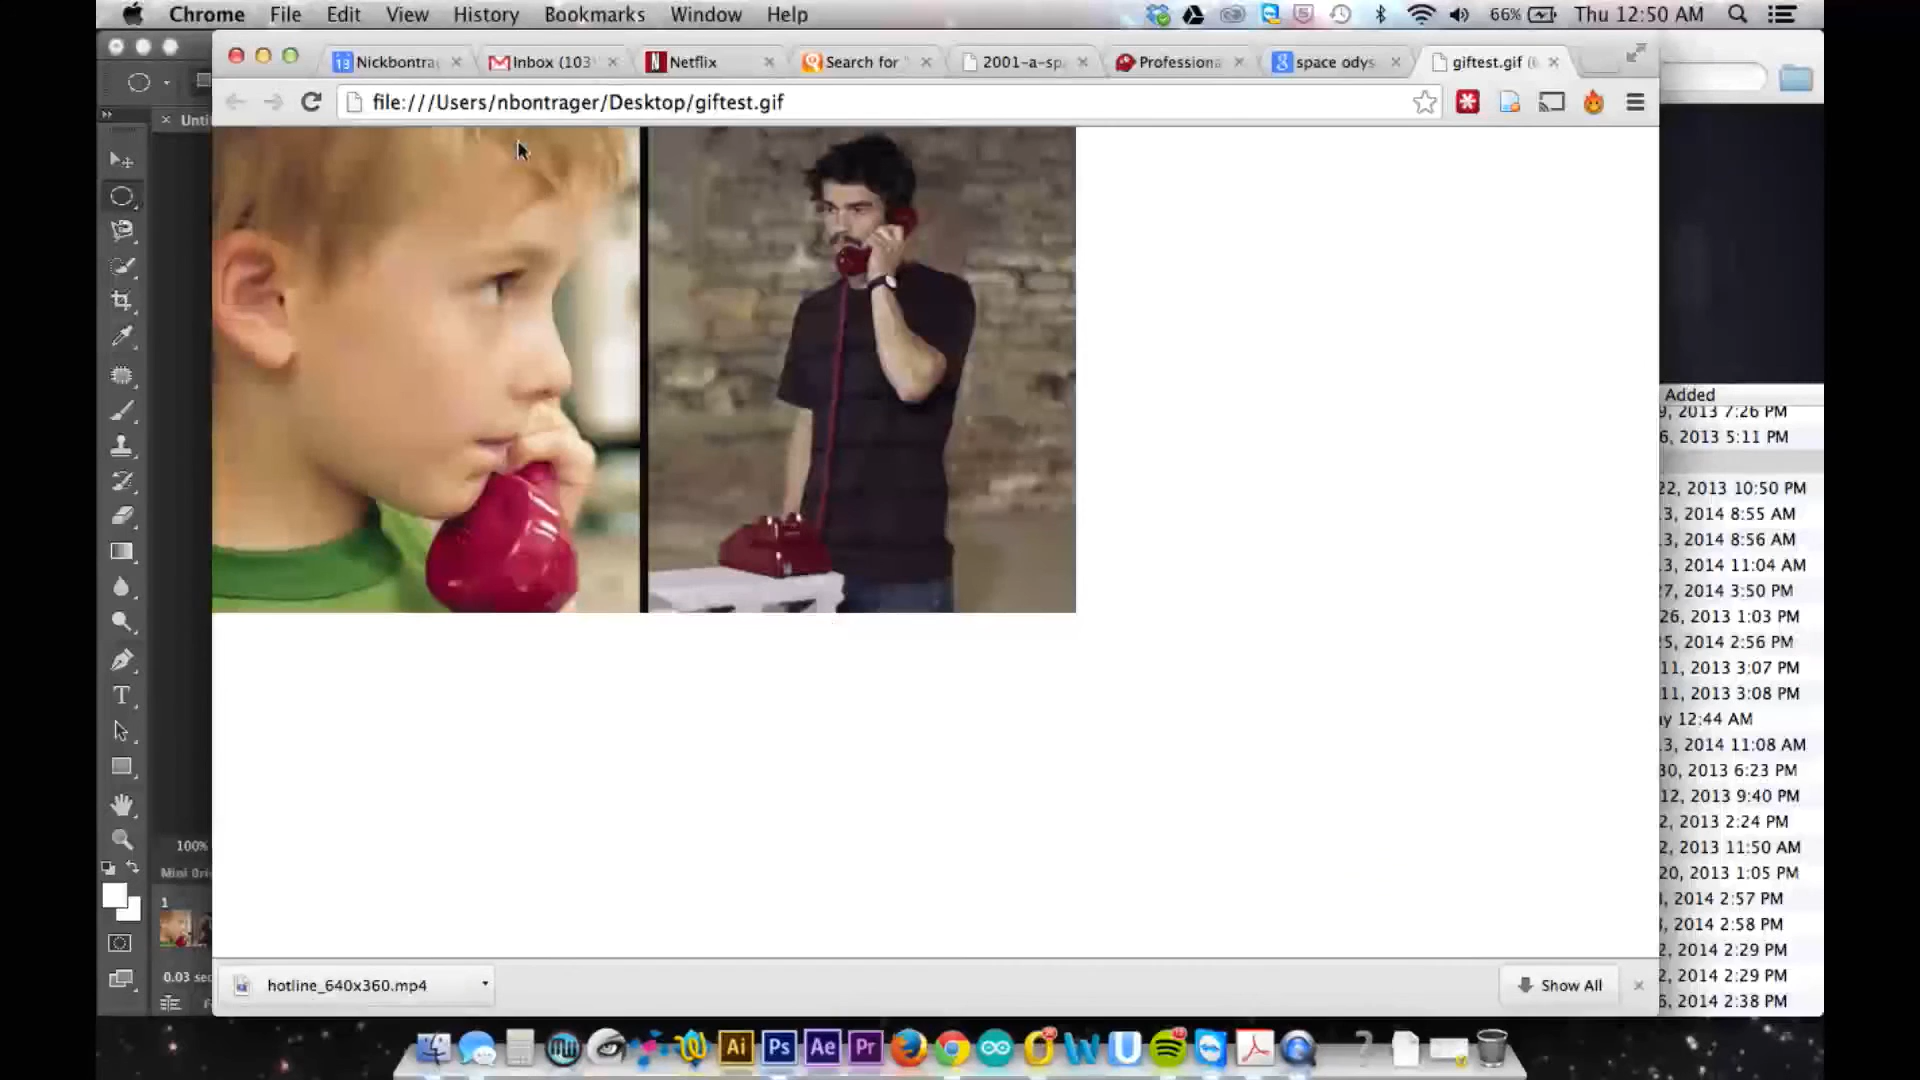 Chrome File Edit View History Bookmarks Window Help 66% Thu 12:50 AM
Nickbontra Inbox (103 Netflix Search for 2001-a-sp Professiona space odys giftest.gif
file:///Users/nbontrager/Desktop/giftest.gif
Unti
Added
9, 2013 7:26 PM
6, 2013 5:11 PM
22, 2013 10:50 PM
3, 2014 8:55 AM
3, 2014 8:56 AM
13, 2014 11:04 AM
27, 2014 3:50 PM
26, 2013 1:03 PM
25, 2014 2:56 PM
11, 2013 3:07 PM
11, 2013 3:08 PM
ay 12:44 AM
13, 2014 11:08 AM
30, 2013 6:23 PM
12, 2013 9:40 PM
2, 2013 2:24 PM
2, 2013 11:50 AM
20, 2013 1:05 PM
, 2014 2:57 PM
, 2014 2:58 PM
2, 2014 2:29 PM
2, 2014 2:29 PM
6, 2014 2:38 PM
100%
Mini Bri
1
0.03 sec
hotline_640x360.mp4 Show All
Ai Ps Ae Pr